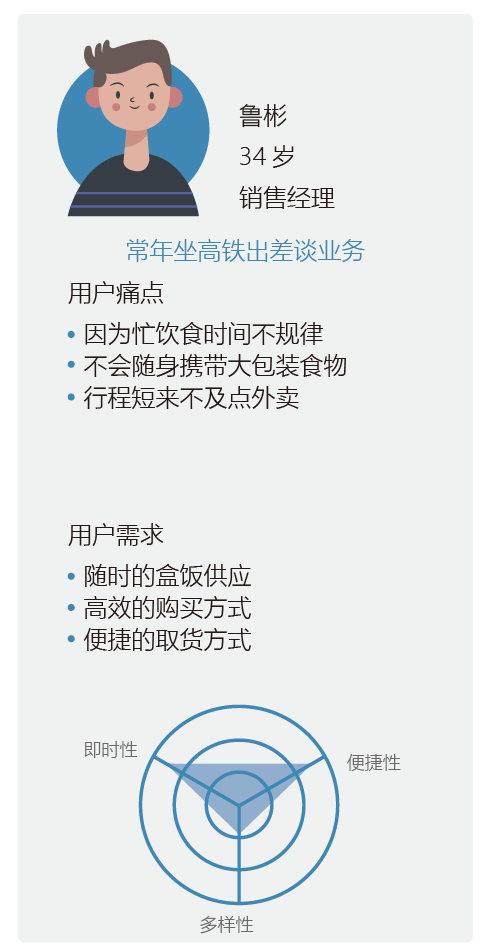 鲁彬
34 岁
销售经理
常年坐高铁出差谈业务
用户痛点
因为忙饮食时间不规律
不会随身携带大包装食物
行程短来不及点外卖
用户需求
随时的盒饭供应
高效的购买方式
便捷的取货方式
即时性
便捷性
多样性